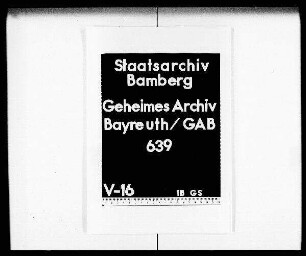 Staatsarchiv
Bamberg
Geheimes Archiv
Bayreuth/GAB
639
V-16 18 GS